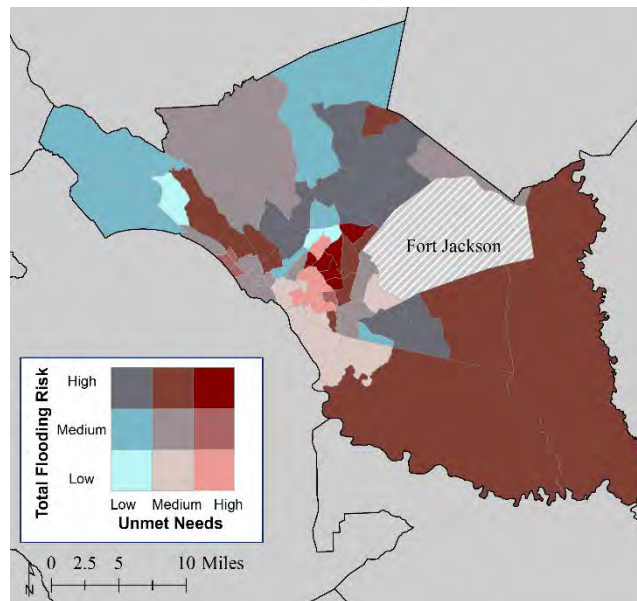 Fort Jackson
Total Flooding Risk
High
Medium
Low
Low Medium High
Unmet Needs
0 2.5 5 10 Miles
N